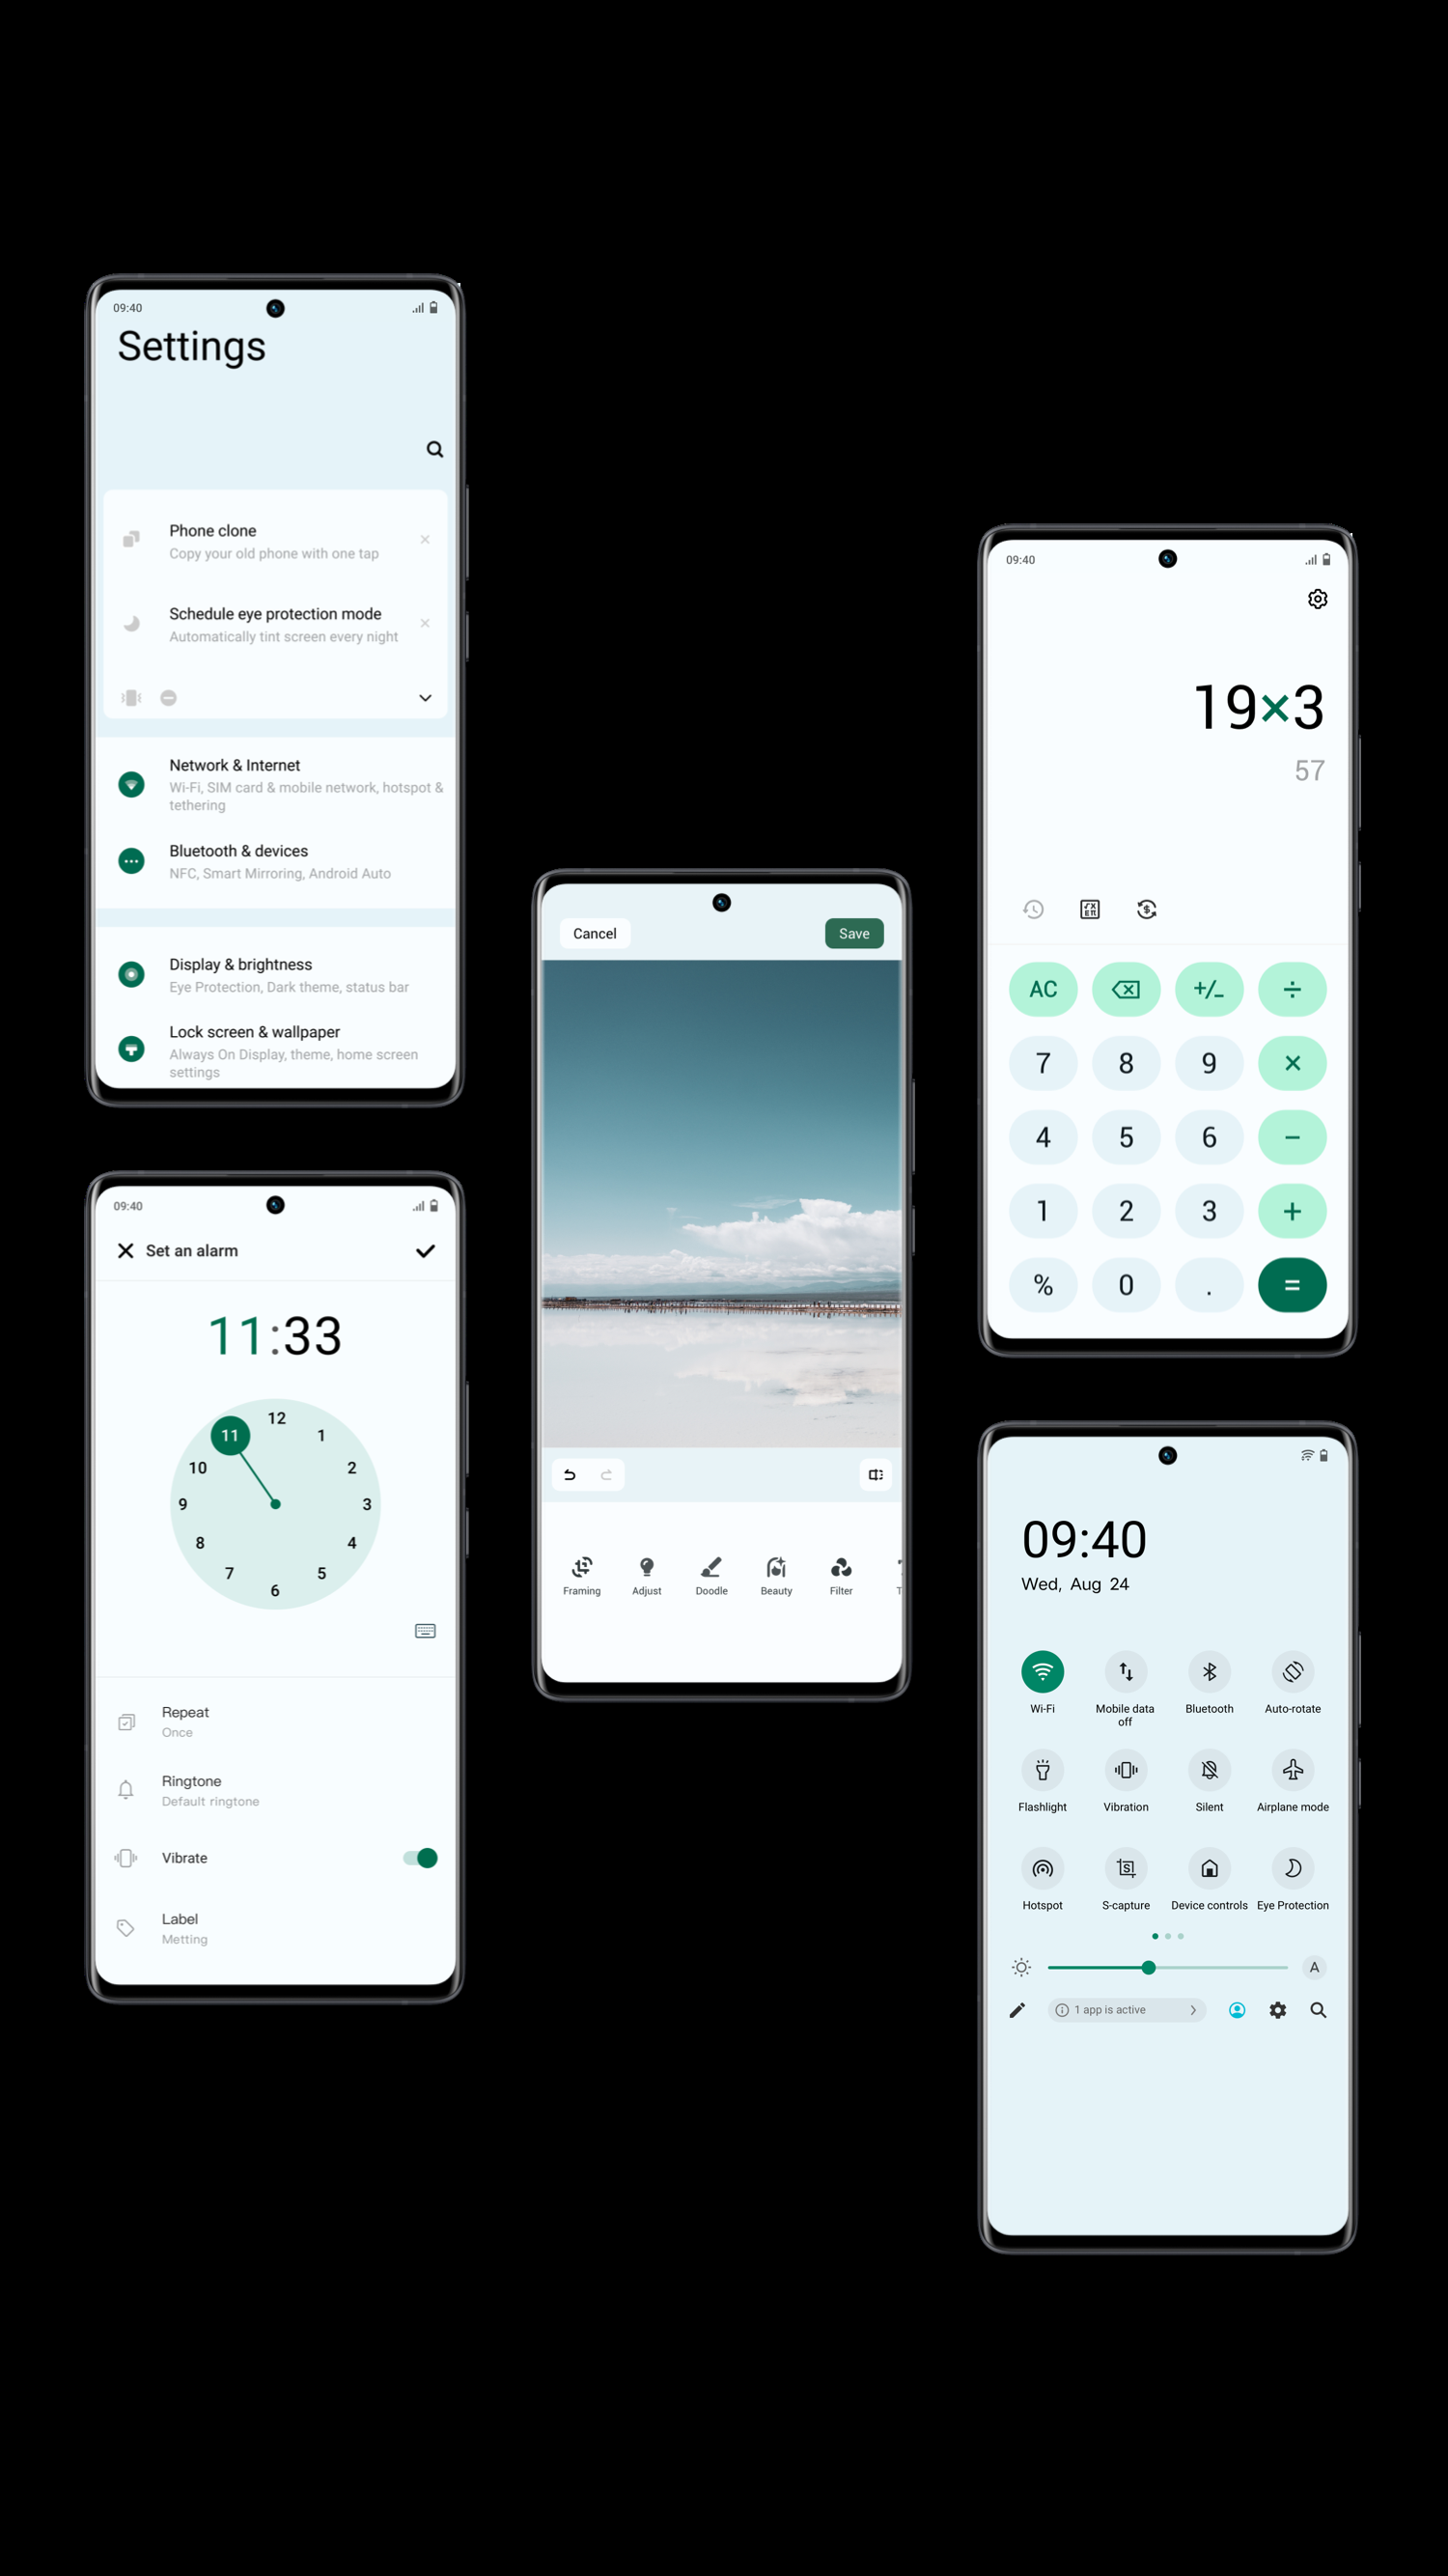 09:40
Settings
Phone clone
Copy your old phone with one tap
Schedule eye protection mode
Automatically tint screen every night
Network & Internet
Wi-Fi, SIM card & mobile network, hotspot &
tethering
Bluetooth & devices
NFC, Smart Mirroring, Android Auto
Display & brightness
Eye Protection, Dark theme, status bar
Lock screen & wallpaper
Always On Display, theme, home screen
settings
09:40
Set an alarm
11:33
12
11 1
10 2
9 3
8 4
7 5
6
Repeat
Once
Ringtone
Default ringtone
Vibrate
Label
Metting
Cancel Save
Framing Adjust Doodle Beauty Filter
09:40
19×3
57
AC +/- ÷
7 8 9 ×
4 5 6 −
1 2 3 +
% 0 . =
09:40
Wed, Aug 24
Wi-Fi Mobile data Bluetooth Auto-rotate
off
Flashlight Vibration Silent Airplane mode
Hotspot S-capture Device controls Eye Protection
A
1 app is active